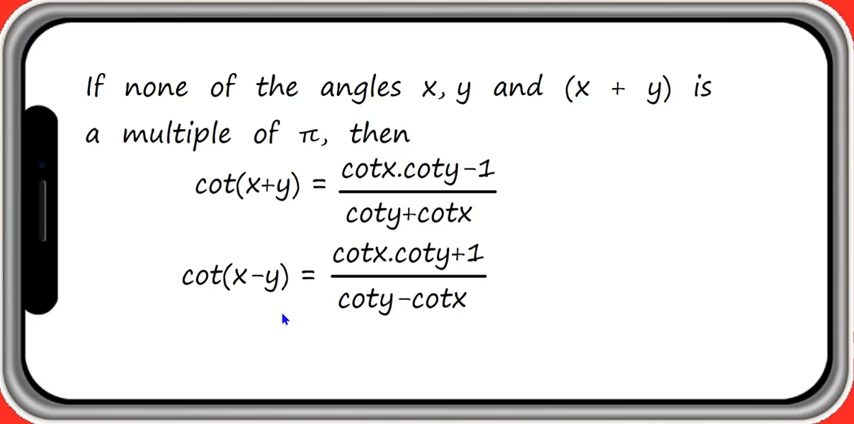 If none of the angles x, y and (x + y) is
a multiple of π, then
cot(x+y) = cotx.coty-1 / coty+cotx
cot(x-y) = cotx.coty+1 / coty-cotx